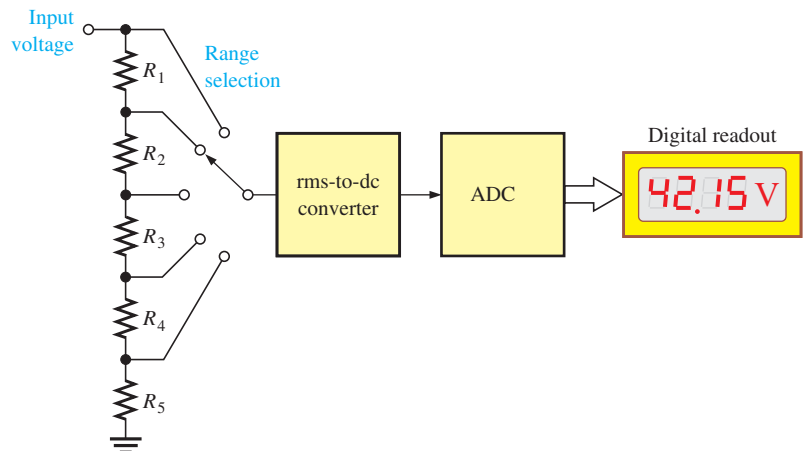 Input
voltage
Range
selection
R1
R2
R3
R4
R5
rms-to-dc
converter
ADC
Digital readout
42.15 V